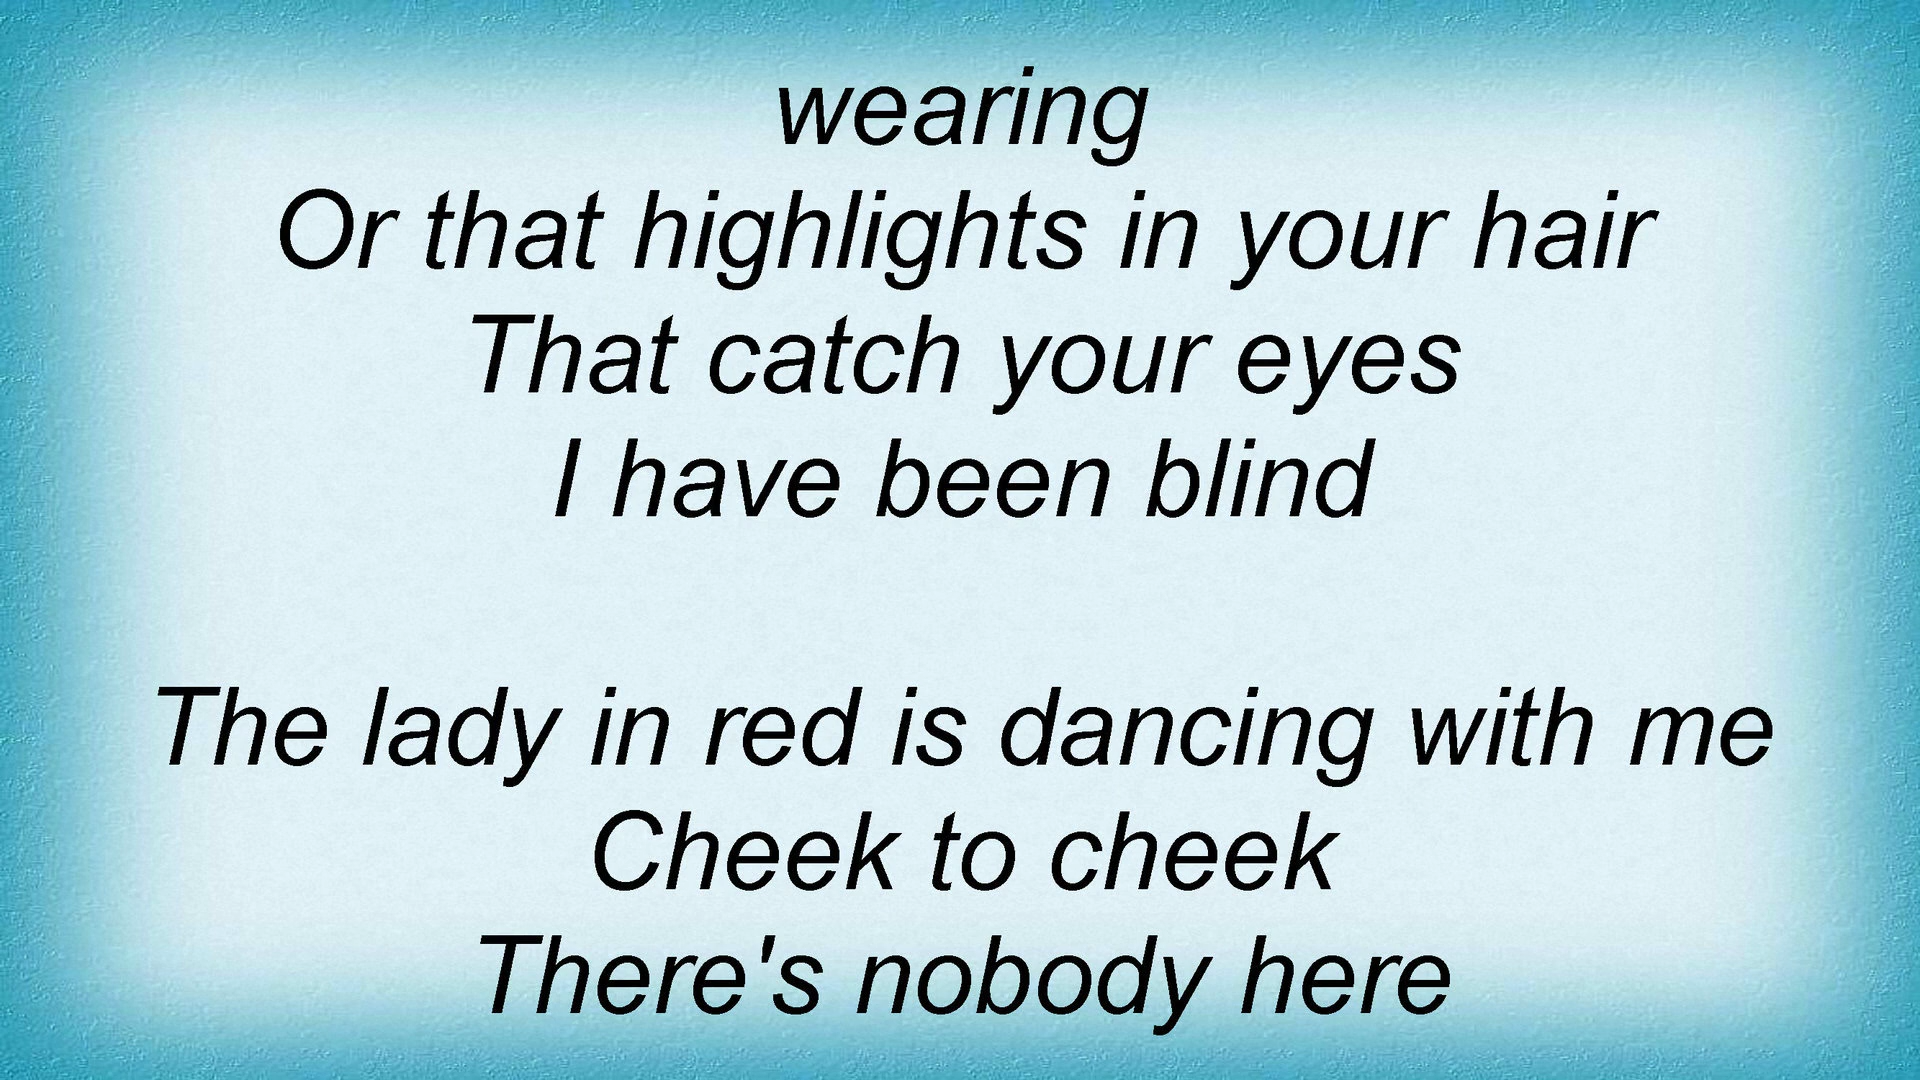 wearing
Or that highlights in your hair
That catch your eyes
I have been blind
The lady in red is dancing with me
Cheek to cheek
There's nobody here